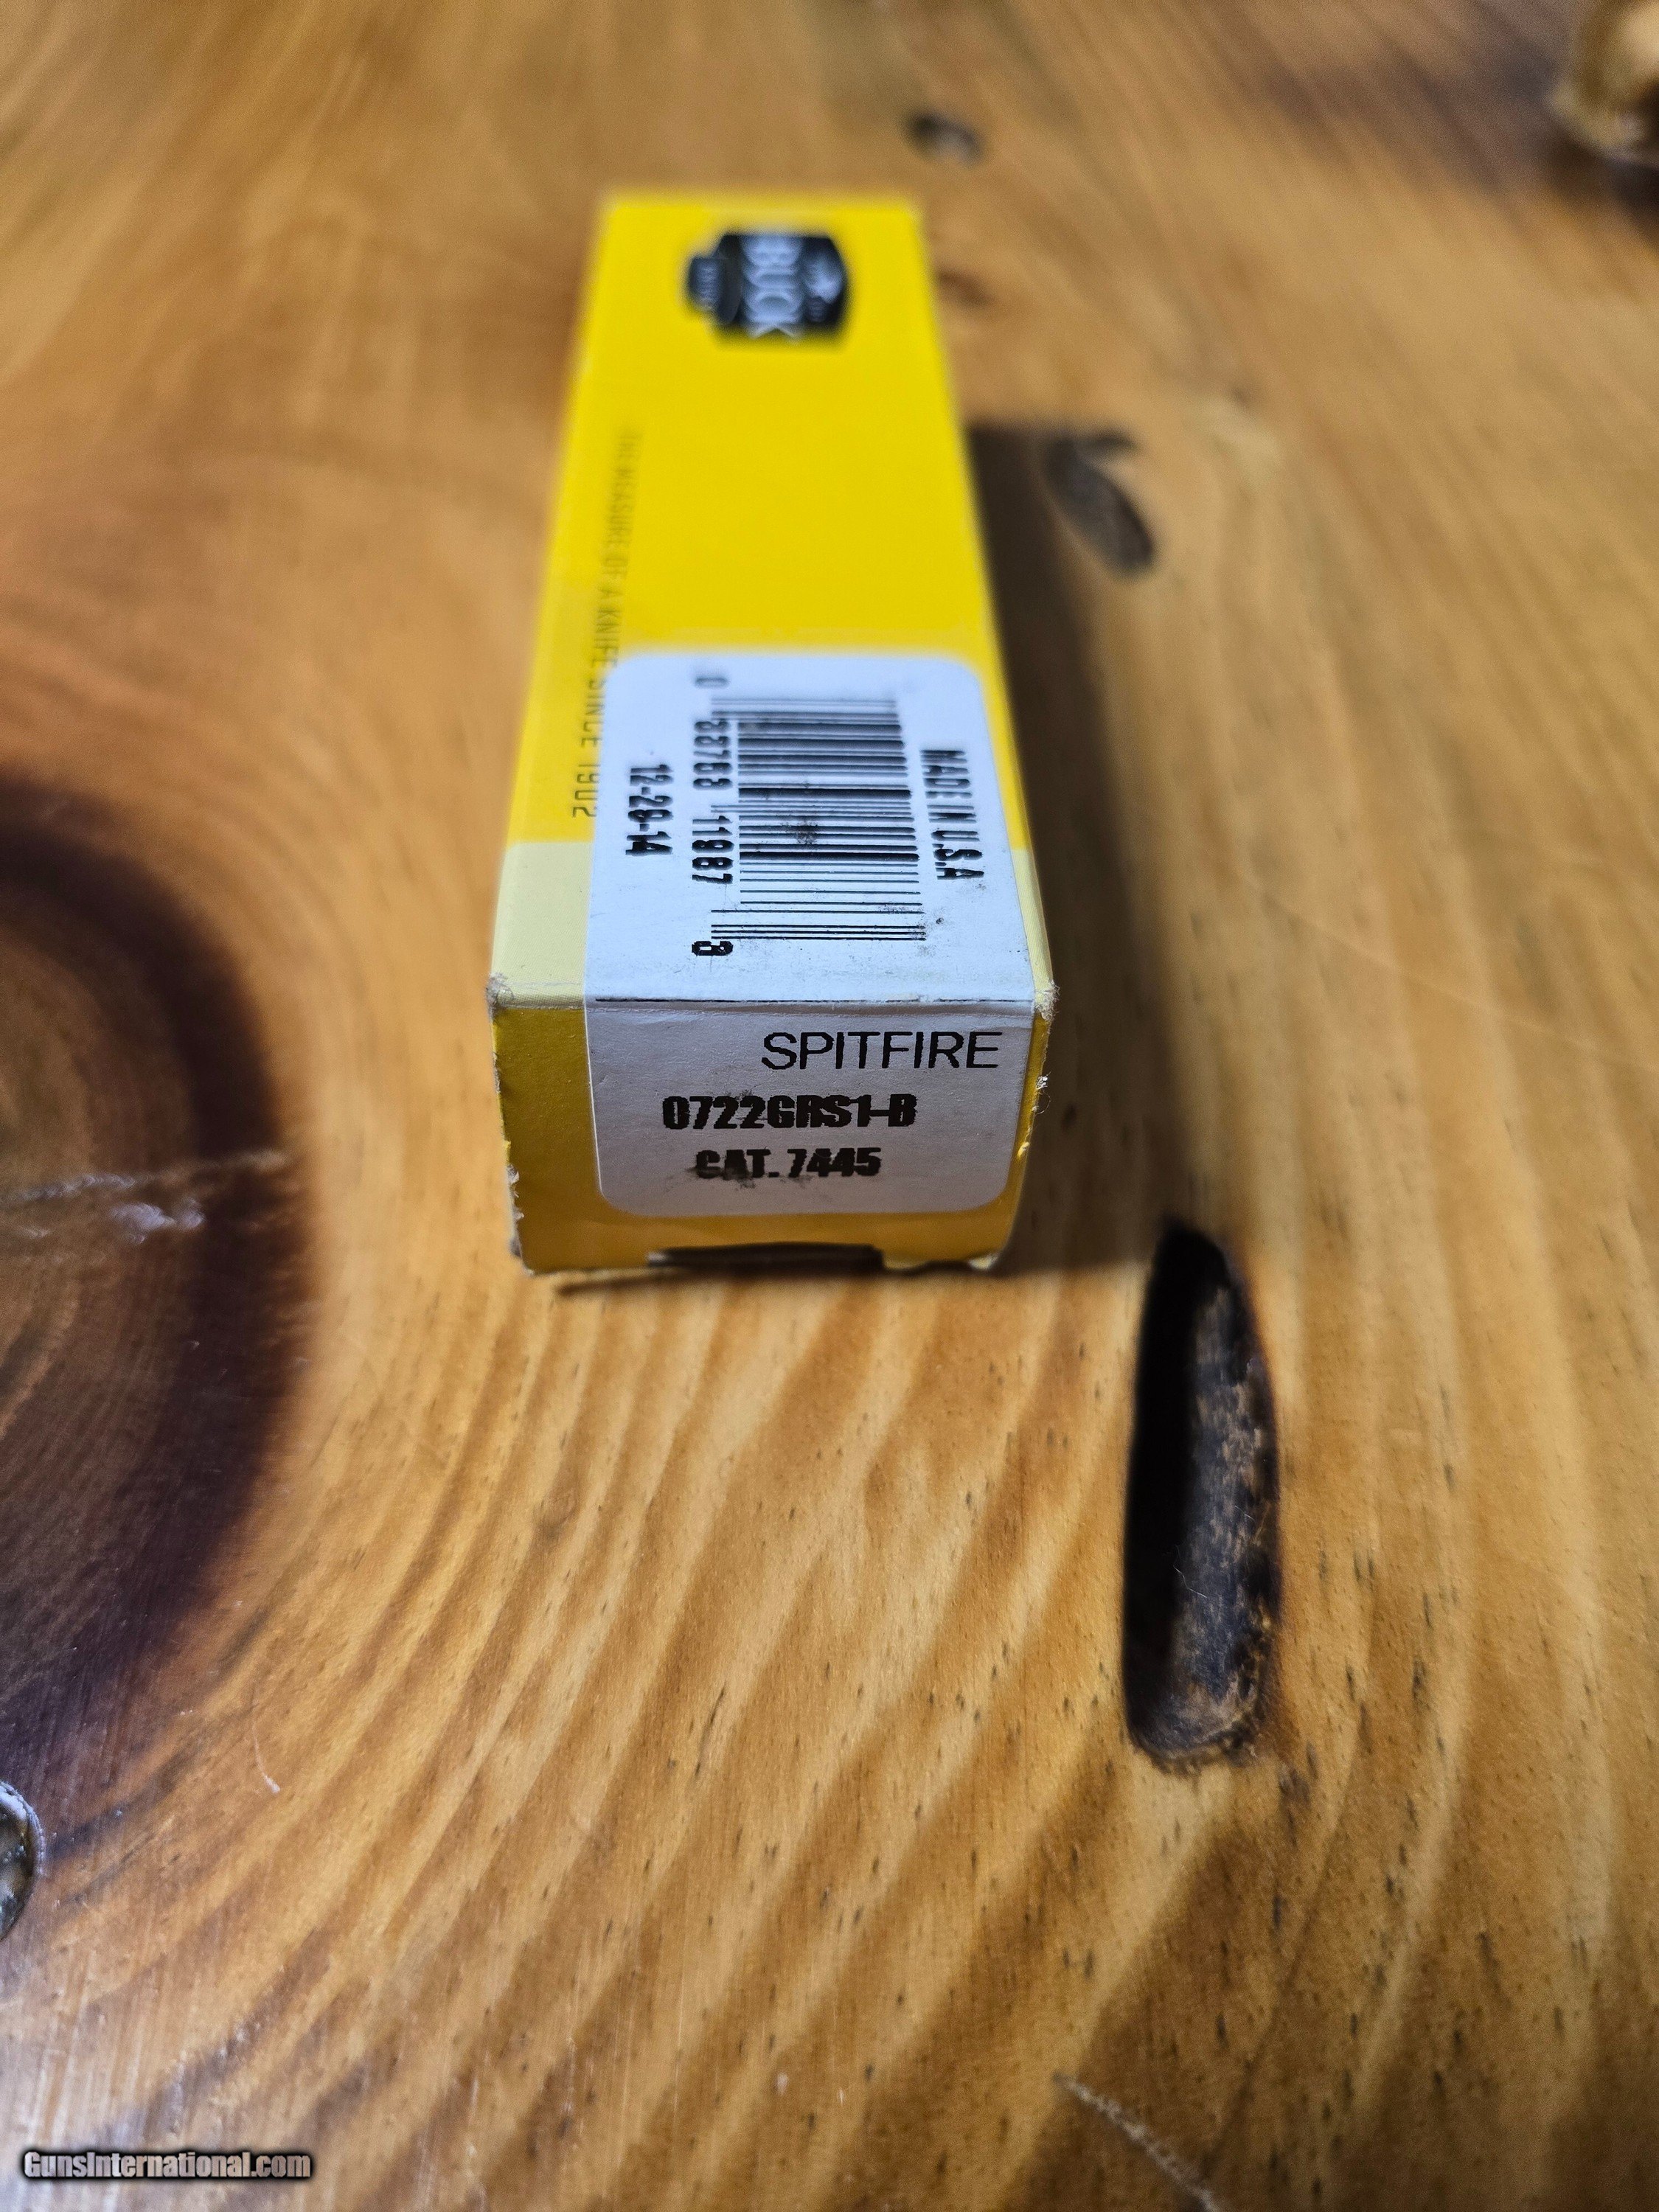 BUCK
THE MEASURE OF A KNIFE SINCE 1902
MADE IN U.S.A
0 33753 11987 3
12-29-14
SPITFIRE
0722GRS1-B
CAT. 7445
GunsInternational.com